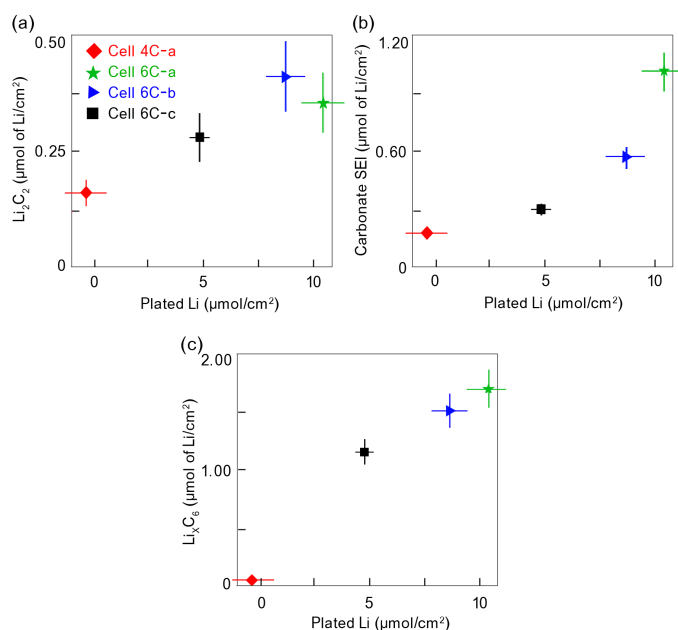 (a)
0.50
0.25
0
Li₂C₂ (µmol of Li/cm²)
Cell 4C-a
Cell 6C-a
Cell 6C-b
Cell 6C-c
0 5 10
Plated Li (µmol/cm²)
(b)
1.20
0.60
0
Carbonate SEI (µmol of Li/cm²)
0 5 10
Plated Li (µmol/cm²)
(c)
2.00
1.00
0
LiₓC₆ (µmol of Li/cm²)
0 5 10
Plated Li (µmol/cm²)